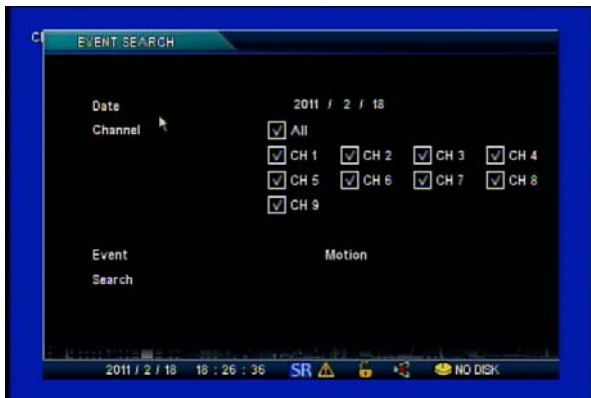 EVENT SEARCH
Date 2011 / 2 / 18
Channel All
CH 1 CH 2 CH 3 CH 4
CH 5 CH 6 CH 7 CH 8
CH 9
Event Motion
Search
2011 / 2 / 18 18 : 26 : 36 SR NO DISK